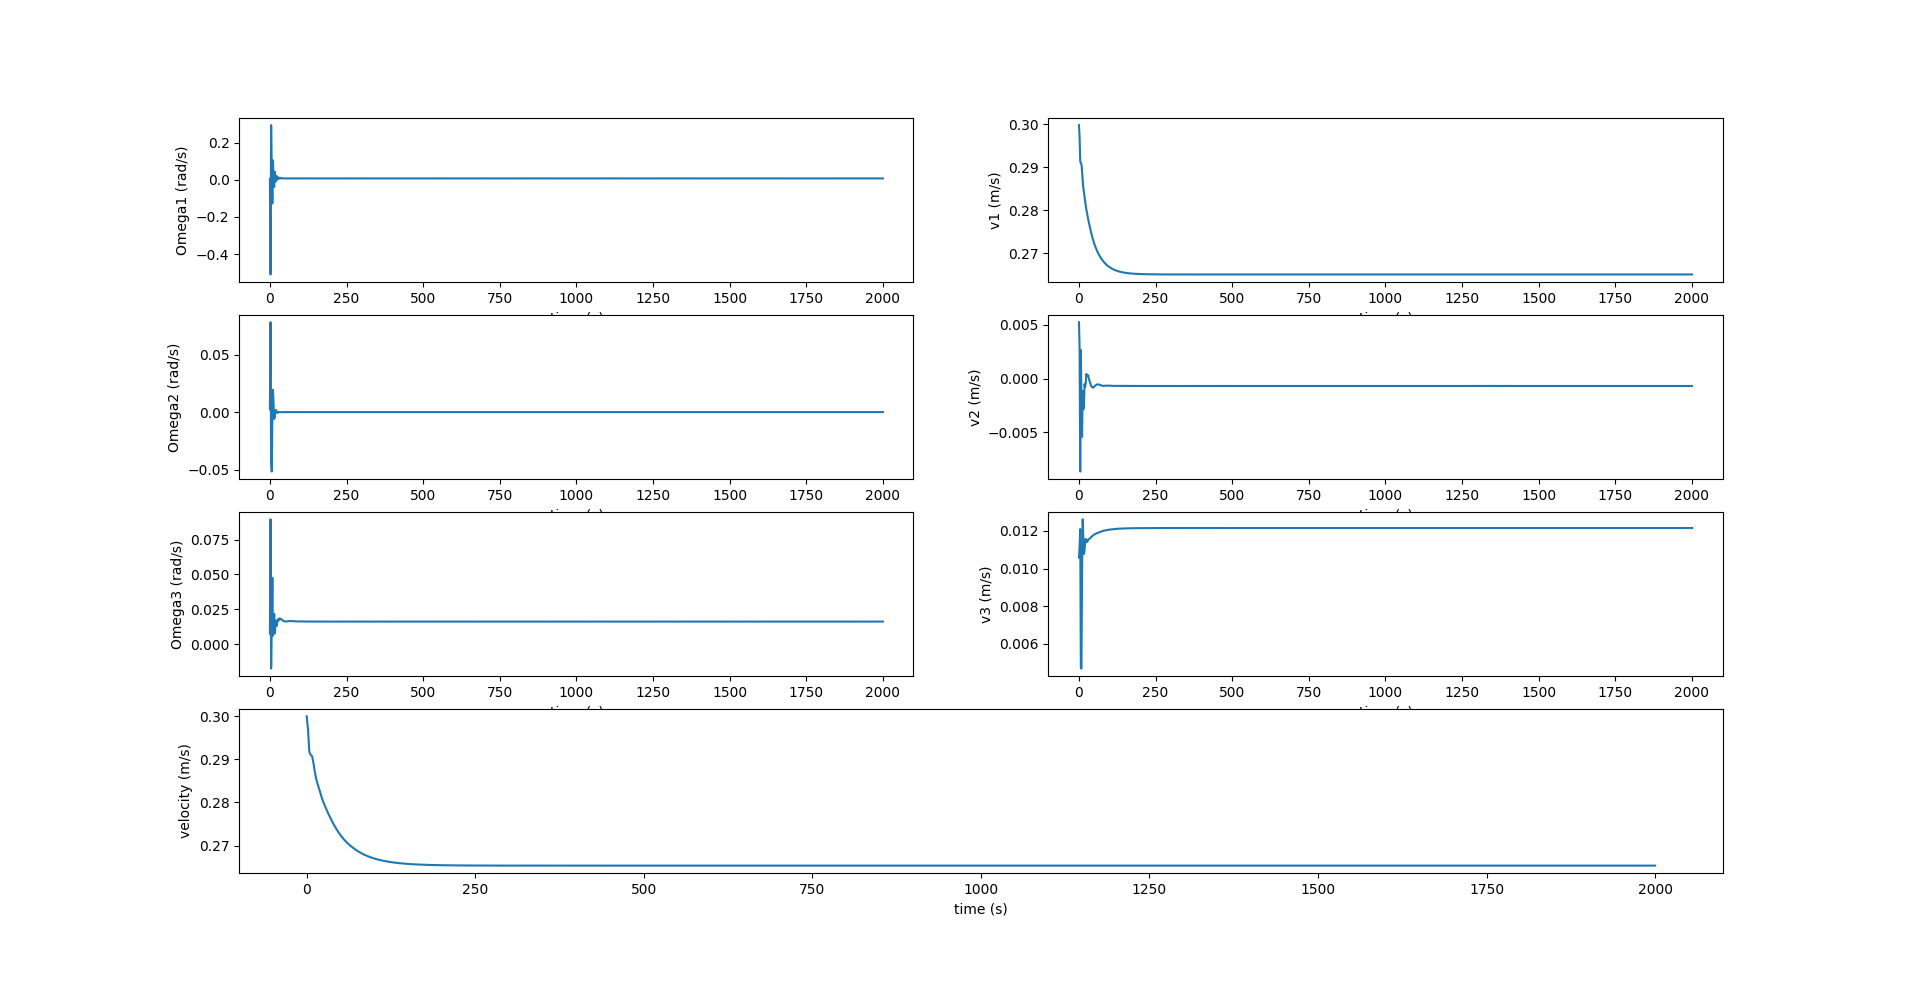 Omega1 (rad/s)
0.2
0.0
−0.2
−0.4
0 250 500 750 1000 1250 1500 1750 2000
v1 (m/s)
0.30
0.29
0.28
0.27
0 250 500 750 1000 1250 1500 1750 2000
Omega2 (rad/s)
0.05
0.00
−0.05
0 250 500 750 1000 1250 1500 1750 2000
v2 (m/s)
0.005
0.000
−0.005
0 250 500 750 1000 1250 1500 1750 2000
Omega3 (rad/s)
0.075
0.050
0.025
0.000
0 250 500 750 1000 1250 1500 1750 2000
v3 (m/s)
0.012
0.010
0.008
0.006
0 250 500 750 1000 1250 1500 1750 2000
velocity (m/s)
0.30
0.29
0.28
0.27
0 250 500 750 1000 1250 1500 1750 2000
time (s)